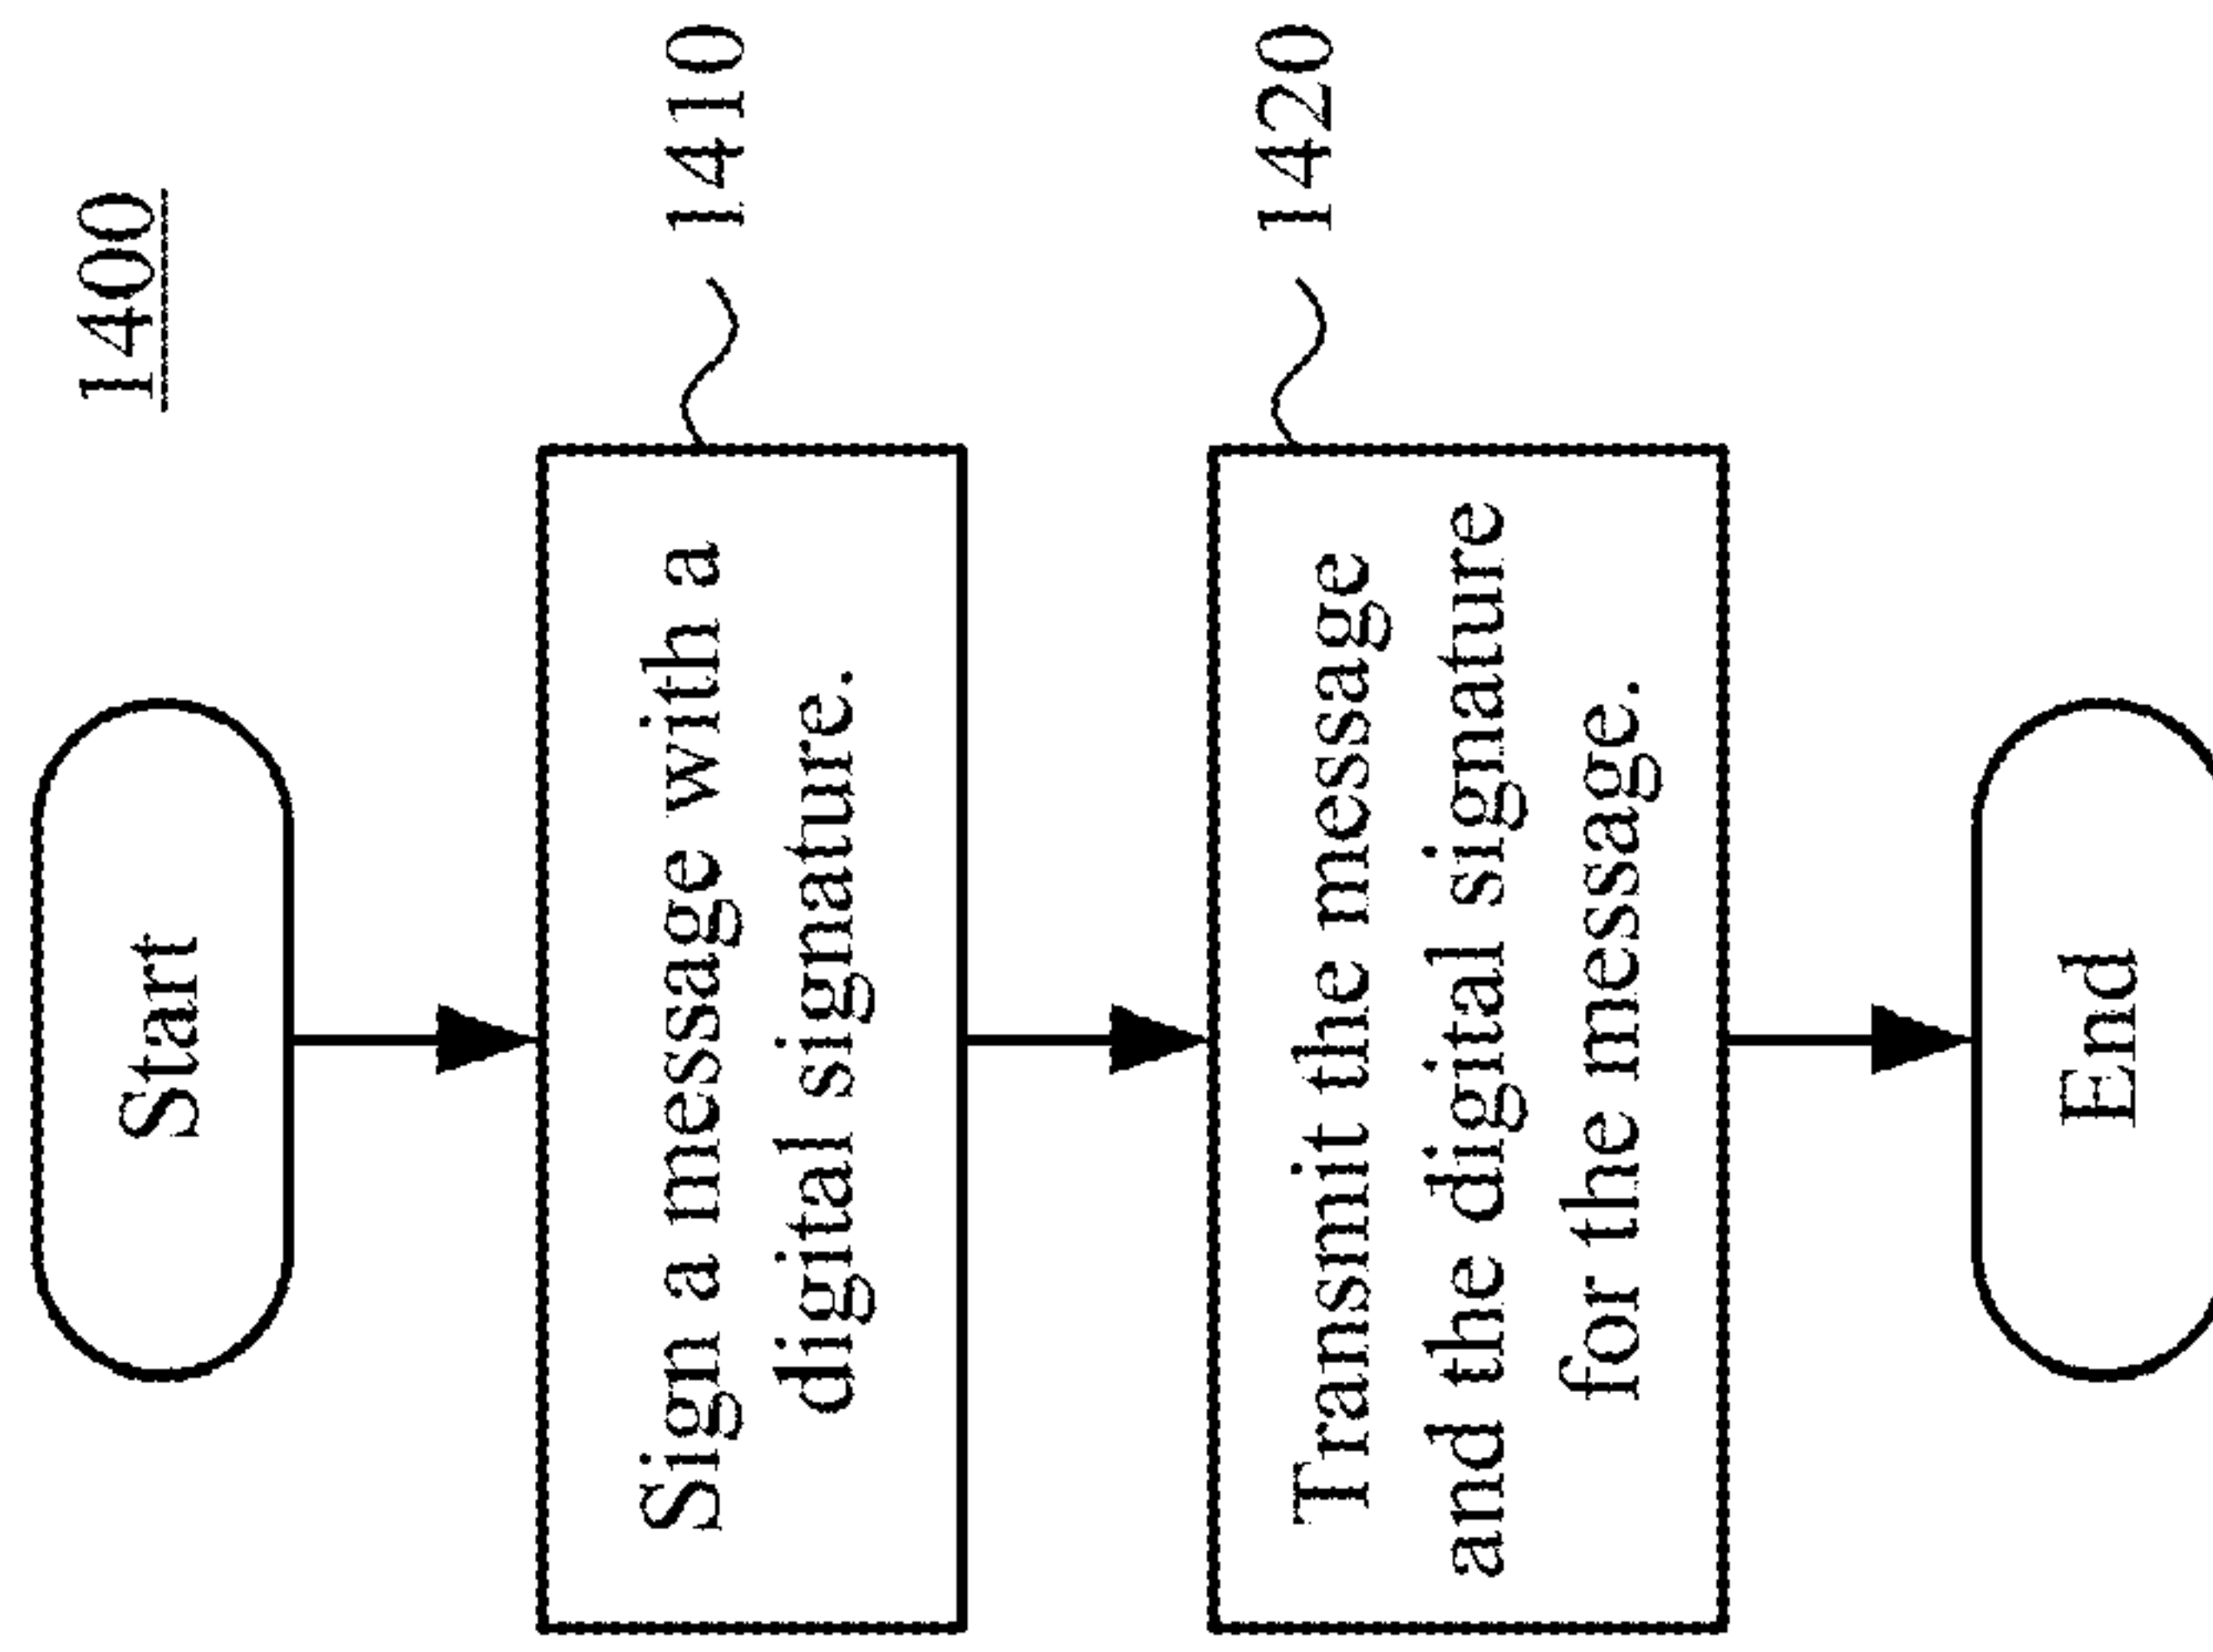 1400
Start
Sign a message with a
digital signature.
1410
Transmit the message
and the digital signature
for the message.
1420
End